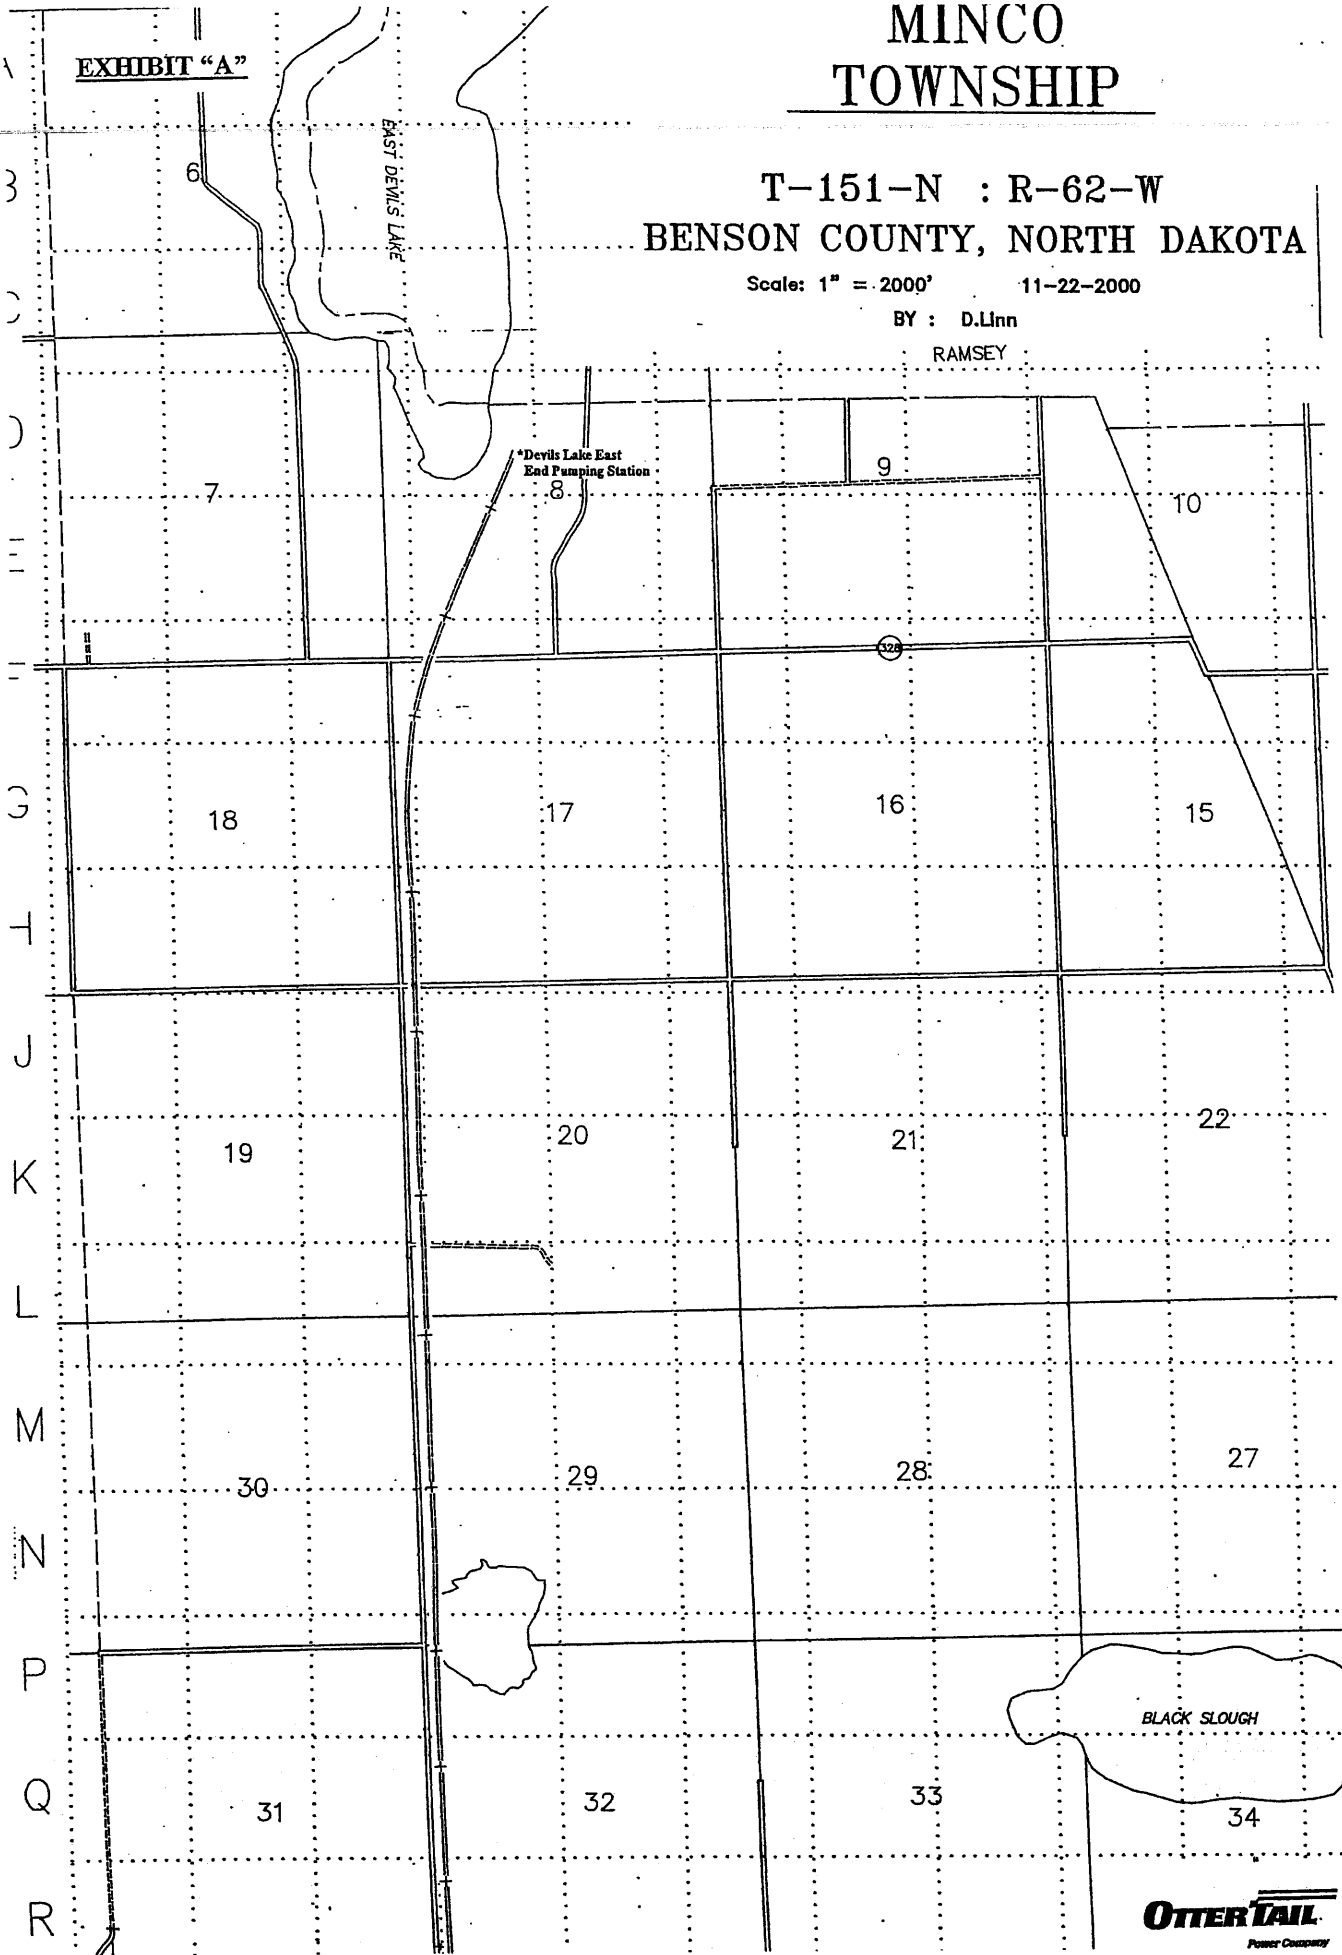 MINCO
TOWNSHIP
EXHIBIT “A”
T-151-N : R-62-W
BENSON COUNTY, NORTH DAKOTA
Scale: 1" = 2000' 11-22-2000
BY : D.Linn
RAMSEY
EAST DEVILS LAKE
6
*Devils Lake East
End Pumping Station
7
8
9
10
328
G
18
17
16
15
J
19
20
21
22
K
L
M
30
29
28
27
N
P
BLACK SLOUGH
Q
31
32
33
34
R
OTTERTAIL
Power Company